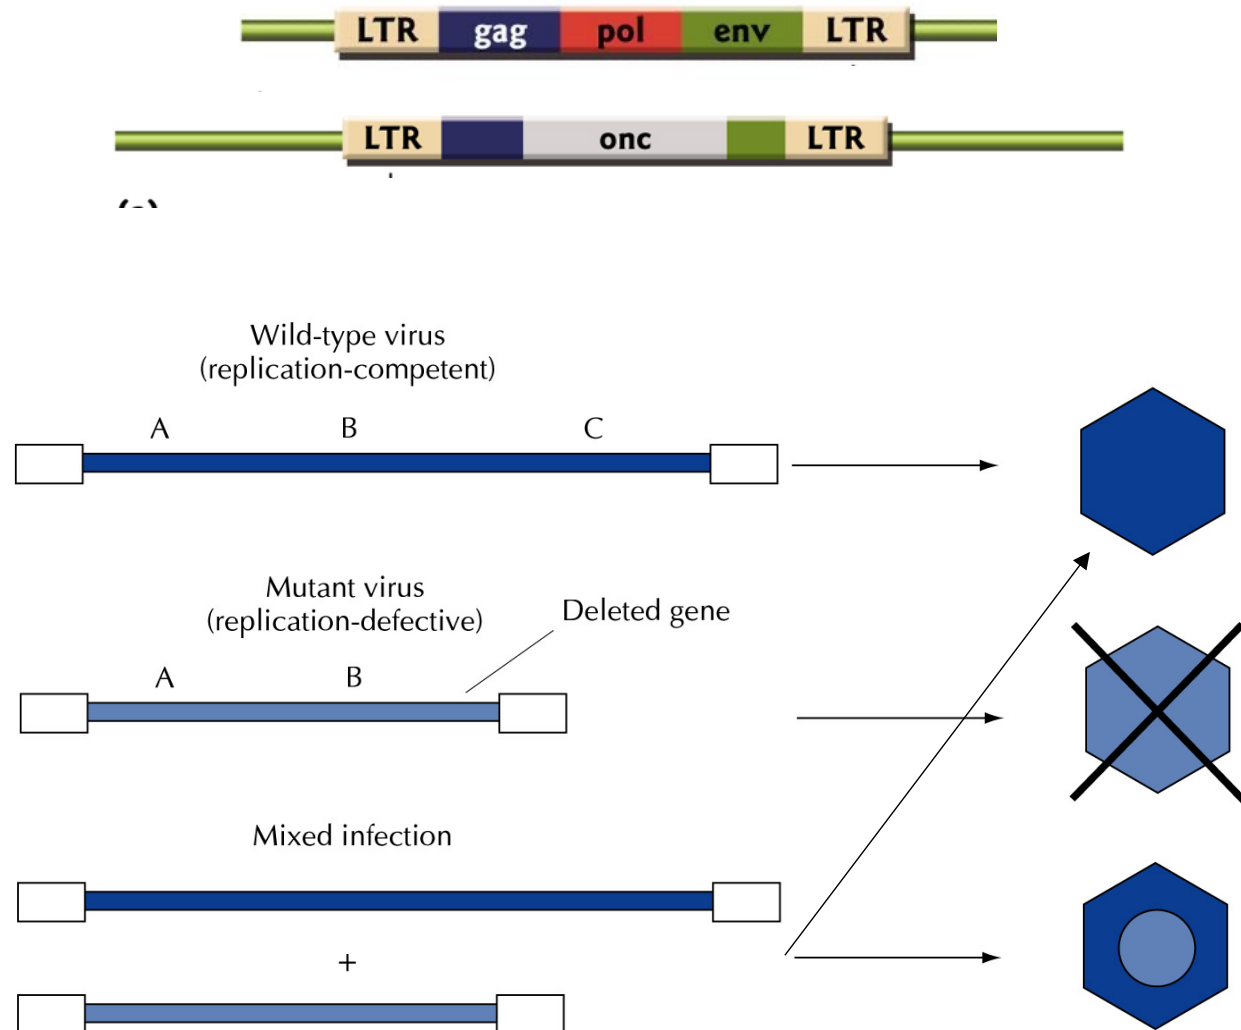 LTR gag pol env LTR
LTR onc LTR
Wild-type virus
(replication-competent)
A B C
Mutant virus
(replication-defective)
Deleted gene
A B
Mixed infection
+